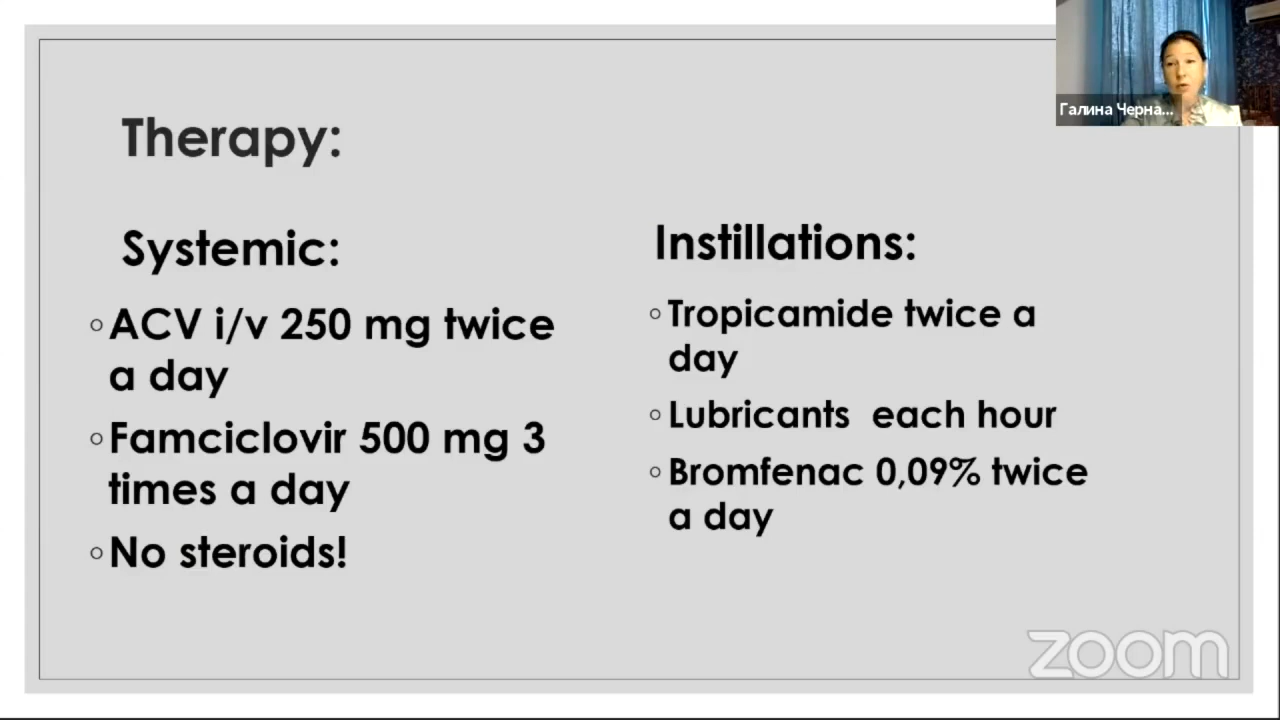 Therapy:
Systemic:
◦ACV i/v 250 mg twice
a day
◦Famciclovir 500 mg 3
times a day
◦No steroids!
Instillations:
◦Tropicamide twice a
day
◦Lubricants each hour
◦Bromfenac 0,09% twice
a day
Галина Черна...
zoom